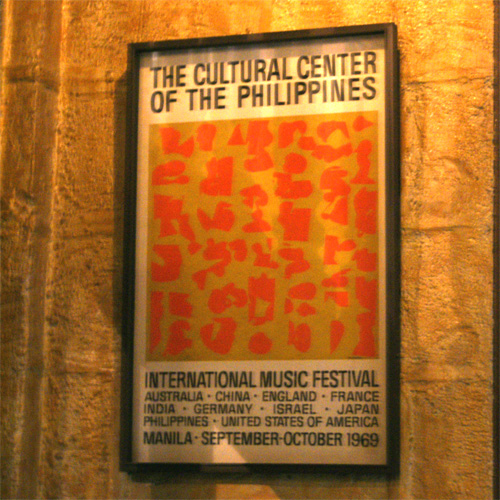 THE CULTURAL CENTER
OF THE PHILIPPINES
INTERNATIONAL MUSIC FESTIVAL
AUSTRALIA · CHINA · ENGLAND · FRANCE
INDIA · GERMANY · ISRAEL · JAPAN
PHILIPPINES · UNITED STATES OF AMERICA
MANILA · SEPTEMBER-OCTOBER 1969